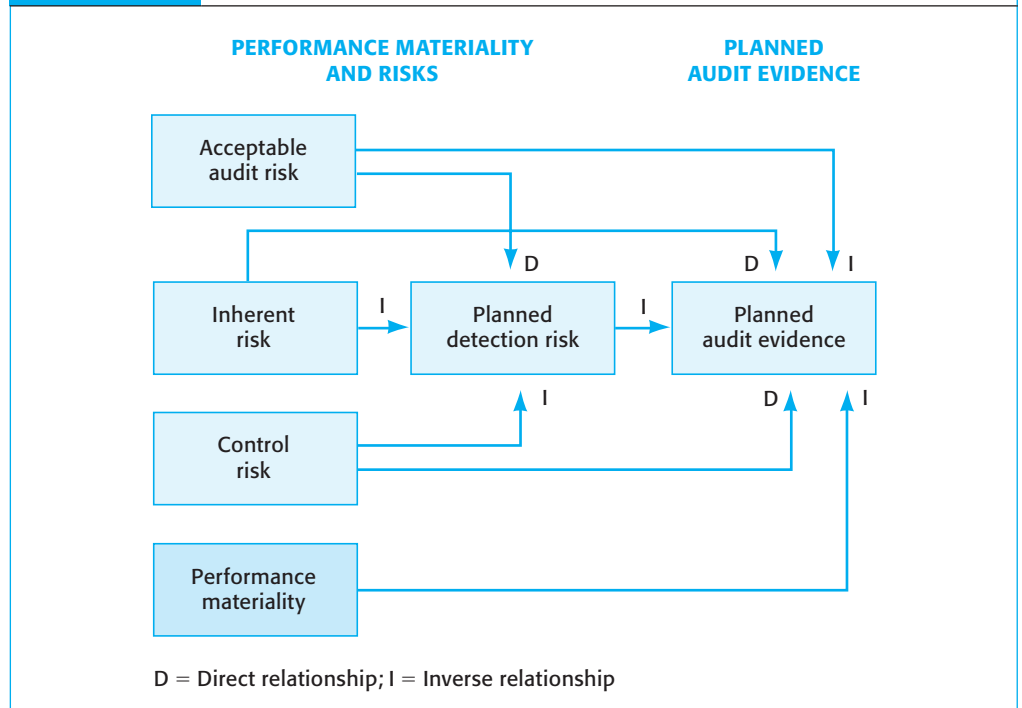 PERFORMANCE MATERIALITY
AND RISKS
PLANNED
AUDIT EVIDENCE
Acceptable
audit risk
D
D
I
Inherent
risk
I
Planned
detection risk
I
Planned
audit evidence
I
D
I
Control
risk
Performance
materiality
D = Direct relationship; I = Inverse relationship